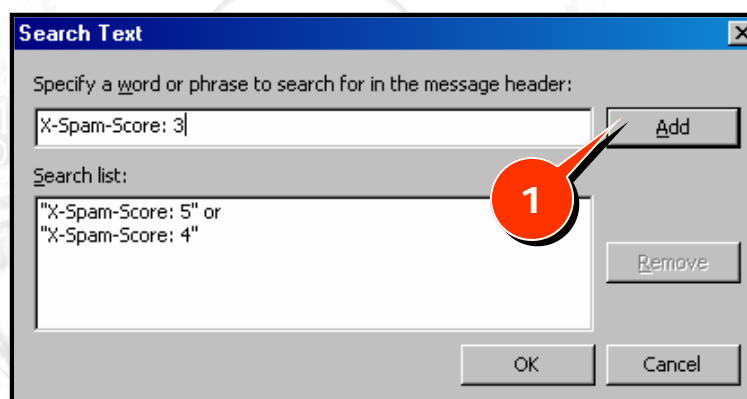 Search Text
Specify a word or phrase to search for in the message header:
X-Spam-Score: 3
Add
Search list:
1
"X-Spam-Score: 5" or
"X-Spam-Score: 4"
Remove
OK
Cancel